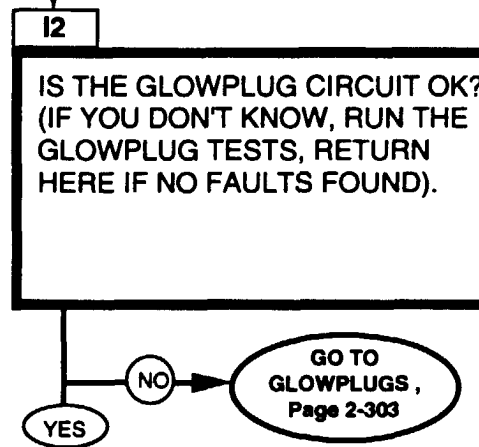 I2
IS THE GLOWPLUG CIRCUIT OK?
(IF YOU DON'T KNOW, RUN THE
GLOWPLUG TESTS, RETURN
HERE IF NO FAULTS FOUND).
NO
GO TO
GLOWPLUGS ,
Page 2-303
YES